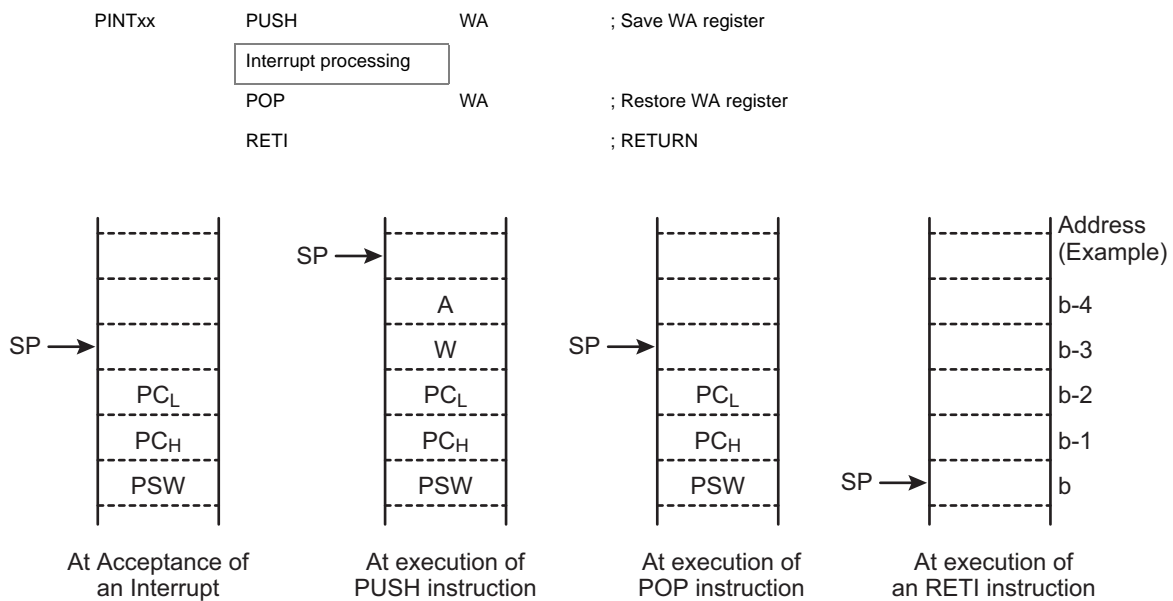 PINTxx PUSH WA ; Save WA register
Interrupt processing
POP WA ; Restore WA register
RETI ; RETURN
Address
(Example)
SP
A b-4
SP W SP b-3
PCL PCL PCL b-2
PCH PCH PCH b-1
PSW PSW PSW SP b
At Acceptance of
an Interrupt
At execution of
PUSH instruction
At execution of
POP instruction
At execution of
an RETI instruction